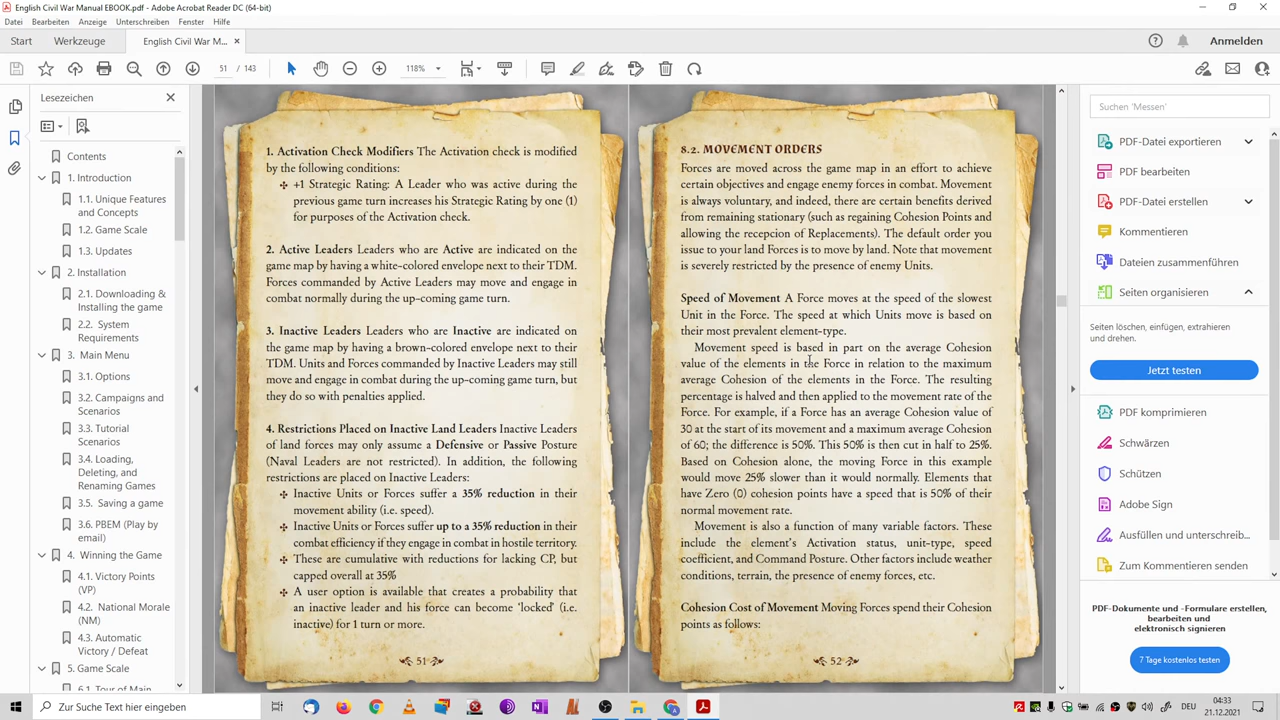 English Civil War Manual EBOOK.pdf - Adobe Acrobat Reader DC (64-bit)
Datei Bearbeiten Anzeige Unterschreiben Fenster Hilfe
Start Werkzeuge English Civil War M... × Anmelden
51 / 143 118%
Lesezeichen
Contents
1. Introduction
1.1. Unique Features
and Concepts
1.2. Game Scale
1.3. Updates
2. Installation
2.1. Downloading &
Installing the game
2.2. System
Requirements
3. Main Menu
3.1. Options
3.2. Campaigns and
Scenarios
3.3. Tutorial
Scenarios
3.4. Loading,
Deleting, and
Renaming Games
3.5. Saving a game
3.6. PBEM (Play by
email)
4. Winning the Game
4.1. Victory Points
(VP)
4.2. National Morale
(NM)
4.3. Automatic
Victory / Defeat
5. Game Scale
6.1. Tour of Main
1. Activation Check Modifiers The Activation check is modified
by the following conditions:
+1 Strategic Rating: A Leader who was active during the
previous game turn increases his Strategic Rating by one (1)
for purposes of the Activation check.
2. Active Leaders Leaders who are Active are indicated on the
game map by having a white-colored envelope next to their TDM.
Forces commanded by Active Leaders may move and engage in
combat normally during the up-coming game turn.
3. Inactive Leaders Leaders who are Inactive are indicated on
the game map by having a brown-colored envelope next to their
TDM. Units and Forces commanded by Inactive Leaders may still
move and engage in combat during the up-coming game turn, but
they do so with penalties applied.
4. Restrictions Placed on Inactive Land Leaders Inactive Leaders
of land forces may only assume a Defensive or Passive Posture
(Naval Leaders are not restricted). In addition, the following
restrictions are placed on Inactive Leaders:
Inactive Units or Forces suffer a 35% reduction in their
movement ability (i.e. speed).
Inactive Units or Forces suffer up to a 35% reduction in their
combat efficiency if they engage in combat in hostile territory.
These are cumulative with reductions for lacking CP, but
capped overall at 35%
A user option is available that creates a probability that
an inactive leader and his force can become 'locked' (i.e.
inactive) for 1 turn or more.
51
8.2. MOVEMENT ORDERS
Forces are moved across the game map in an effort to achieve
certain objectives and engage enemy forces in combat. Movement
is always voluntary, and indeed, there are certain benefits derived
from remaining stationary (such as regaining Cohesion Points and
allowing the recepcion of Replacements). The default order you
issue to your land Forces is to move by land. Note that movement
is severely restricted by the presence of enemy Units.
Speed of Movement A Force moves at the speed of the slowest
Unit in the Force. The speed at which Units move is based on
their most prevalent element-type.
Movement speed is based in part on the average Cohesion
value of the elements in the Force in relation to the maximum
average Cohesion of the elements in the Force. The resulting
percentage is halved and then applied to the movement rate of the
Force. For example, if a Force has an average Cohesion value of
30 at the start of its movement and a maximum average Cohesion
of 60; the difference is 50%. This 50% is then cut in half to 25%.
Based on Cohesion alone, the moving Force in this example
would move 25% slower than it would normally. Elements that
have Zero (0) cohesion points have a speed that is 50% of their
normal movement rate.
Movement is also a function of many variable factors. These
include the element's Activation status, unit-type, speed
coefficient, and Command Posture. Other factors include weather
conditions, terrain, the presence of enemy forces, etc.
Cohesion Cost of Movement Moving Forces spend their Cohesion
points as follows:
52
Suchen 'Messen'
PDF-Datei exportieren
PDF bearbeiten
PDF-Datei erstellen
Kommentieren
Dateien zusammenführen
Seiten organisieren
Seiten löschen, einfügen, extrahieren
und drehen.
Jetzt testen
PDF komprimieren
Schwärzen
Schützen
Adobe Sign
Ausfüllen und unterschreib...
Zum Kommentieren senden
PDF-Dokumente und -Formulare erstellen,
bearbeiten und
elektronisch signieren
7 Tage kostenlos testen
Zur Suche Text hier eingeben
DEU
04:33
21.12.2021